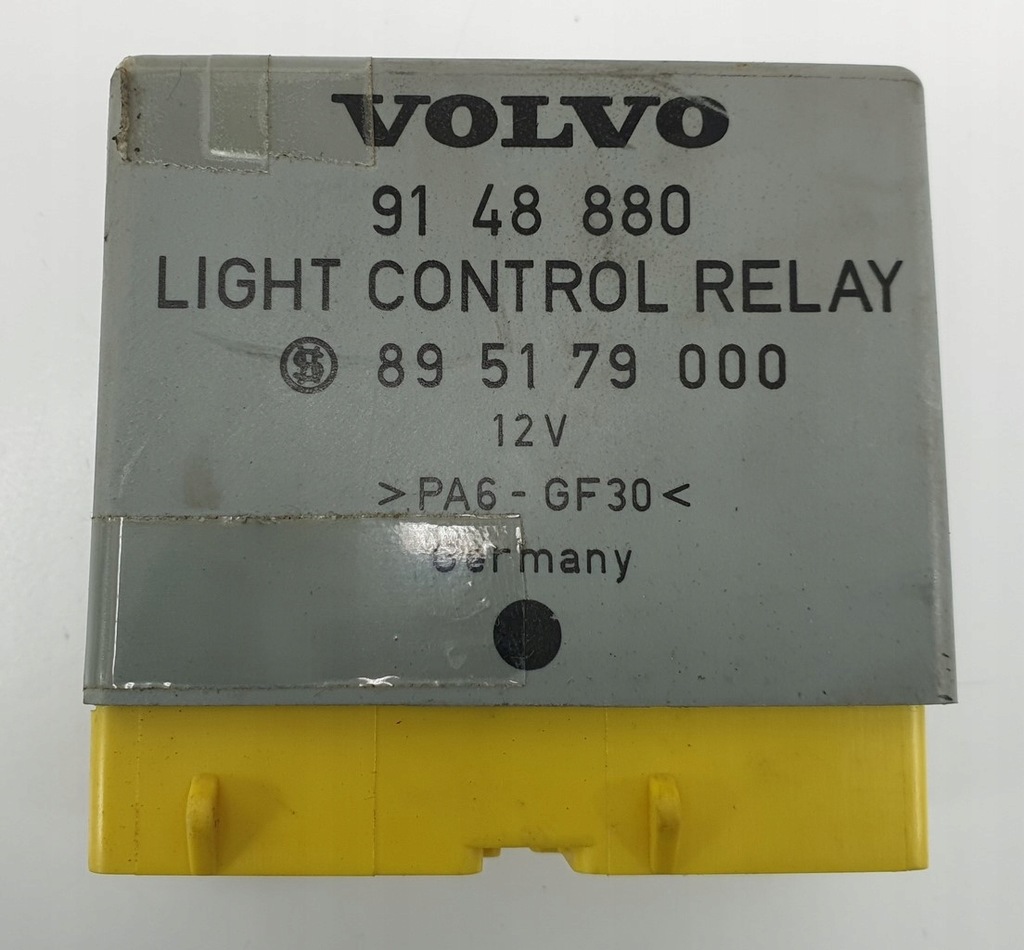 VOLVO
91 48 880
LIGHT CONTROL RELAY
89 51 79 000
12V
>PA6-GF30<
Germany